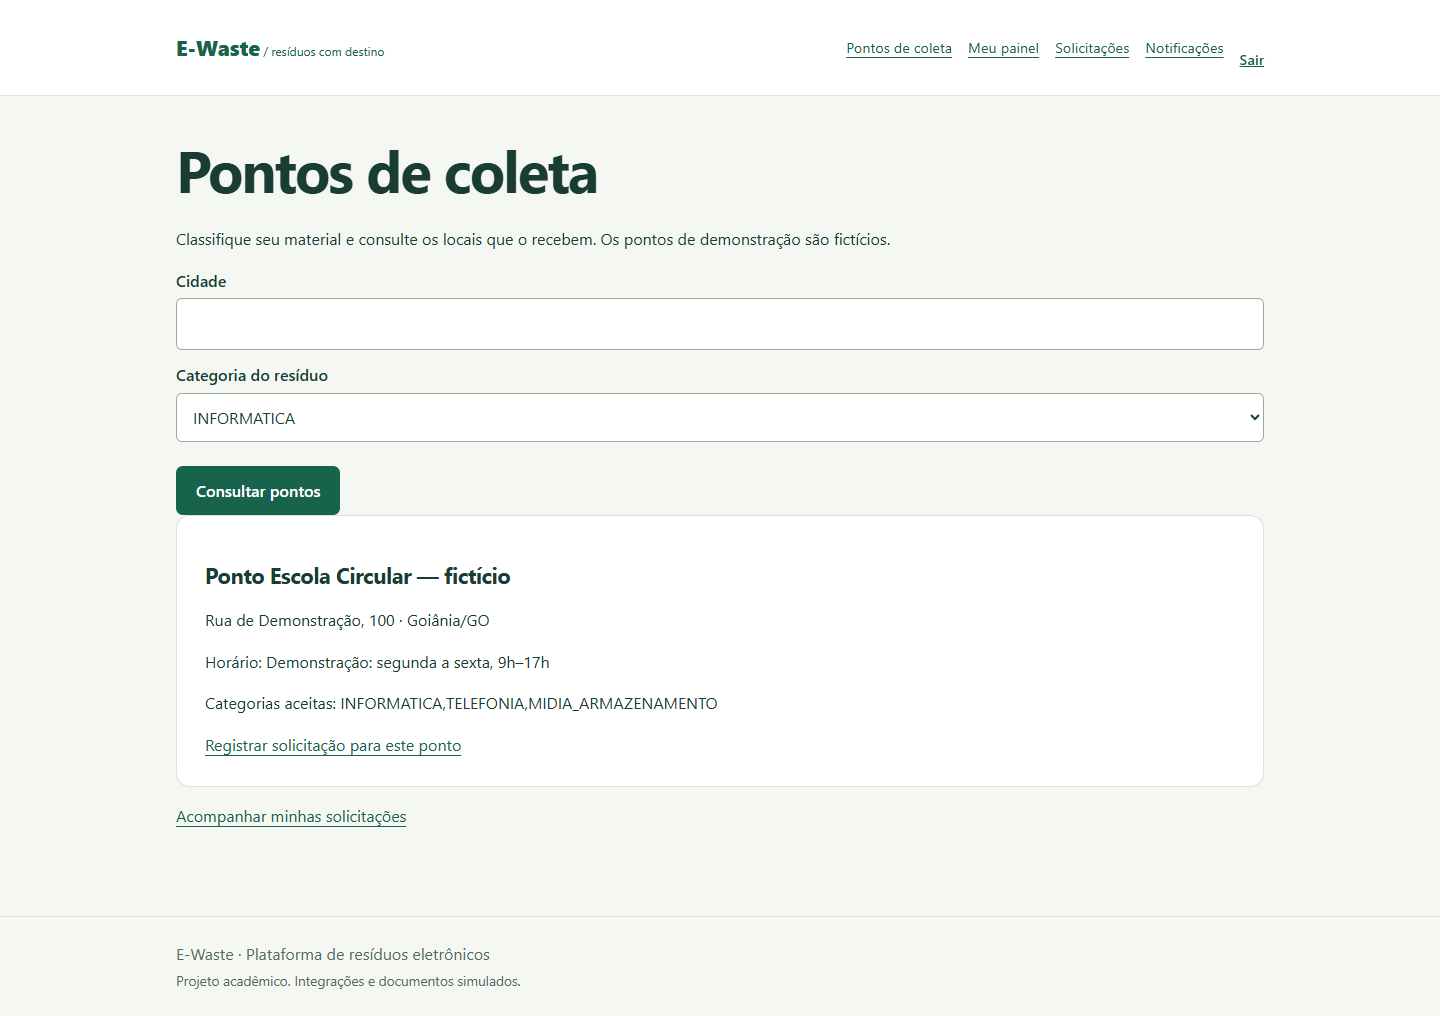 E-Waste / resíduos com destino
Pontos de coleta Meu painel Solicitações Notificações Sair
Pontos de coleta
Classifique seu material e consulte os locais que o recebem. Os pontos de demonstração são fictícios.
Cidade
Categoria do resíduo
INFORMATICA
Consultar pontos
Ponto Escola Circular — fictício
Rua de Demonstração, 100 · Goiânia/GO
Horário: Demonstração: segunda a sexta, 9h–17h
Categorias aceitas: INFORMATICA,TELEFONIA,MIDIA_ARMAZENAMENTO
Registrar solicitação para este ponto
Acompanhar minhas solicitações
E-Waste · Plataforma de resíduos eletrônicos
Projeto acadêmico. Integrações e documentos simulados.